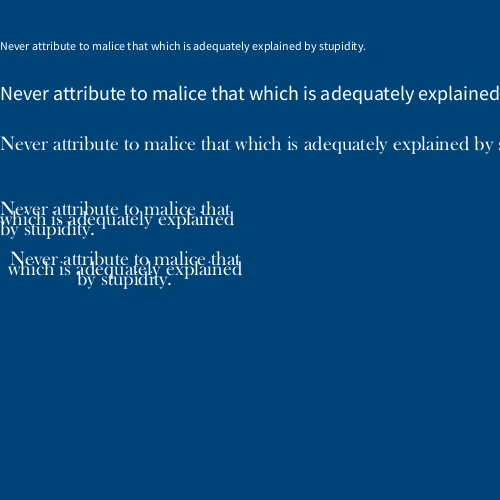 Never attribute to malice that which is adequately explained by stupidity.
Never attribute to malice that which is adequately explained
Never attribute to malice that which is adequately explained by
Never attribute to malice that
which is adequately explained
by stupidity.
Never attribute to malice that
which is adequately explained
by stupidity.